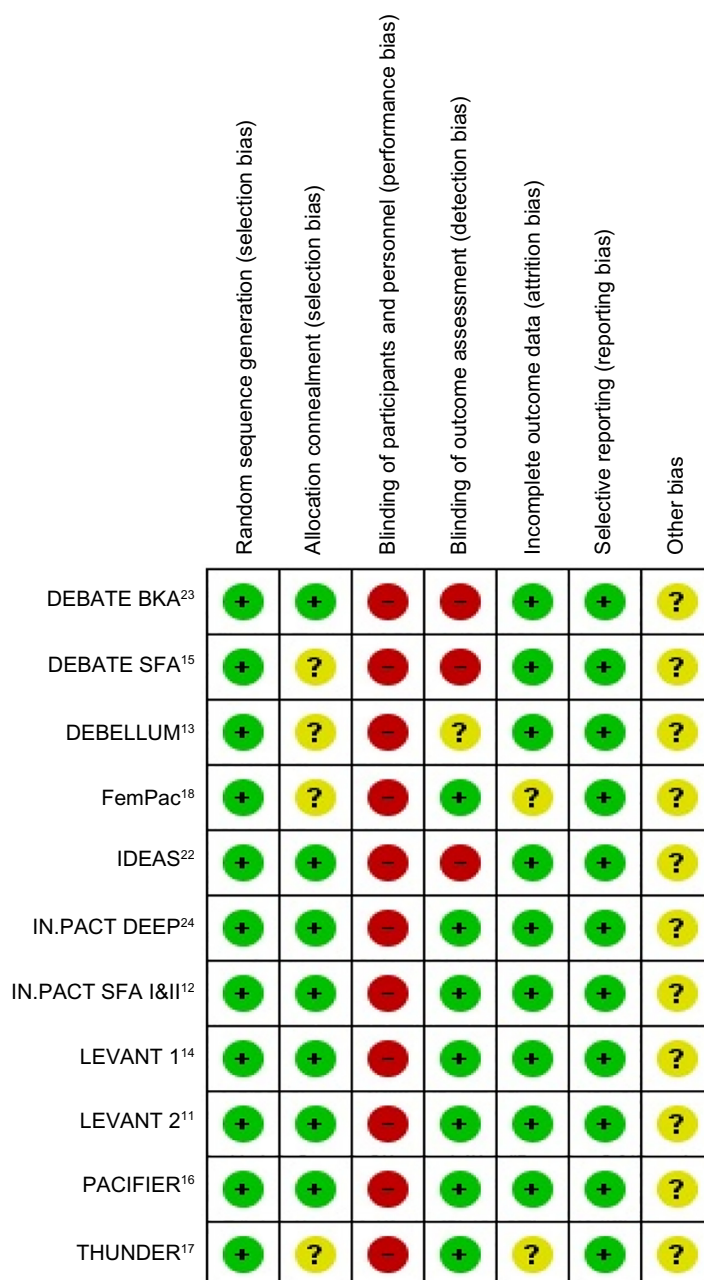 Random sequence generation (selection bias)
Allocation connealment (selection bias)
Blinding of participants and personnel (performance bias)
Blinding of outcome assessment (detection bias)
Incomplete outcome data (attrition bias)
Selective reporting (reporting bias)
Other bias
DEBATE BKA²³ + + - - + + ?
DEBATE SFA¹⁵ + ? - - + + ?
DEBELLUM¹³ + ? - ? + + ?
FemPac¹⁸ + ? - + ? + ?
IDEAS²² + + - - + + ?
IN.PACT DEEP²⁴ + + - + + + ?
IN.PACT SFA I&II¹² + + - + + + ?
LEVANT 1¹⁴ + + - + + + ?
LEVANT 2¹¹ + + - + + + ?
PACIFIER¹⁶ + + - + + + ?
THUNDER¹⁷ + ? - + ? + ?